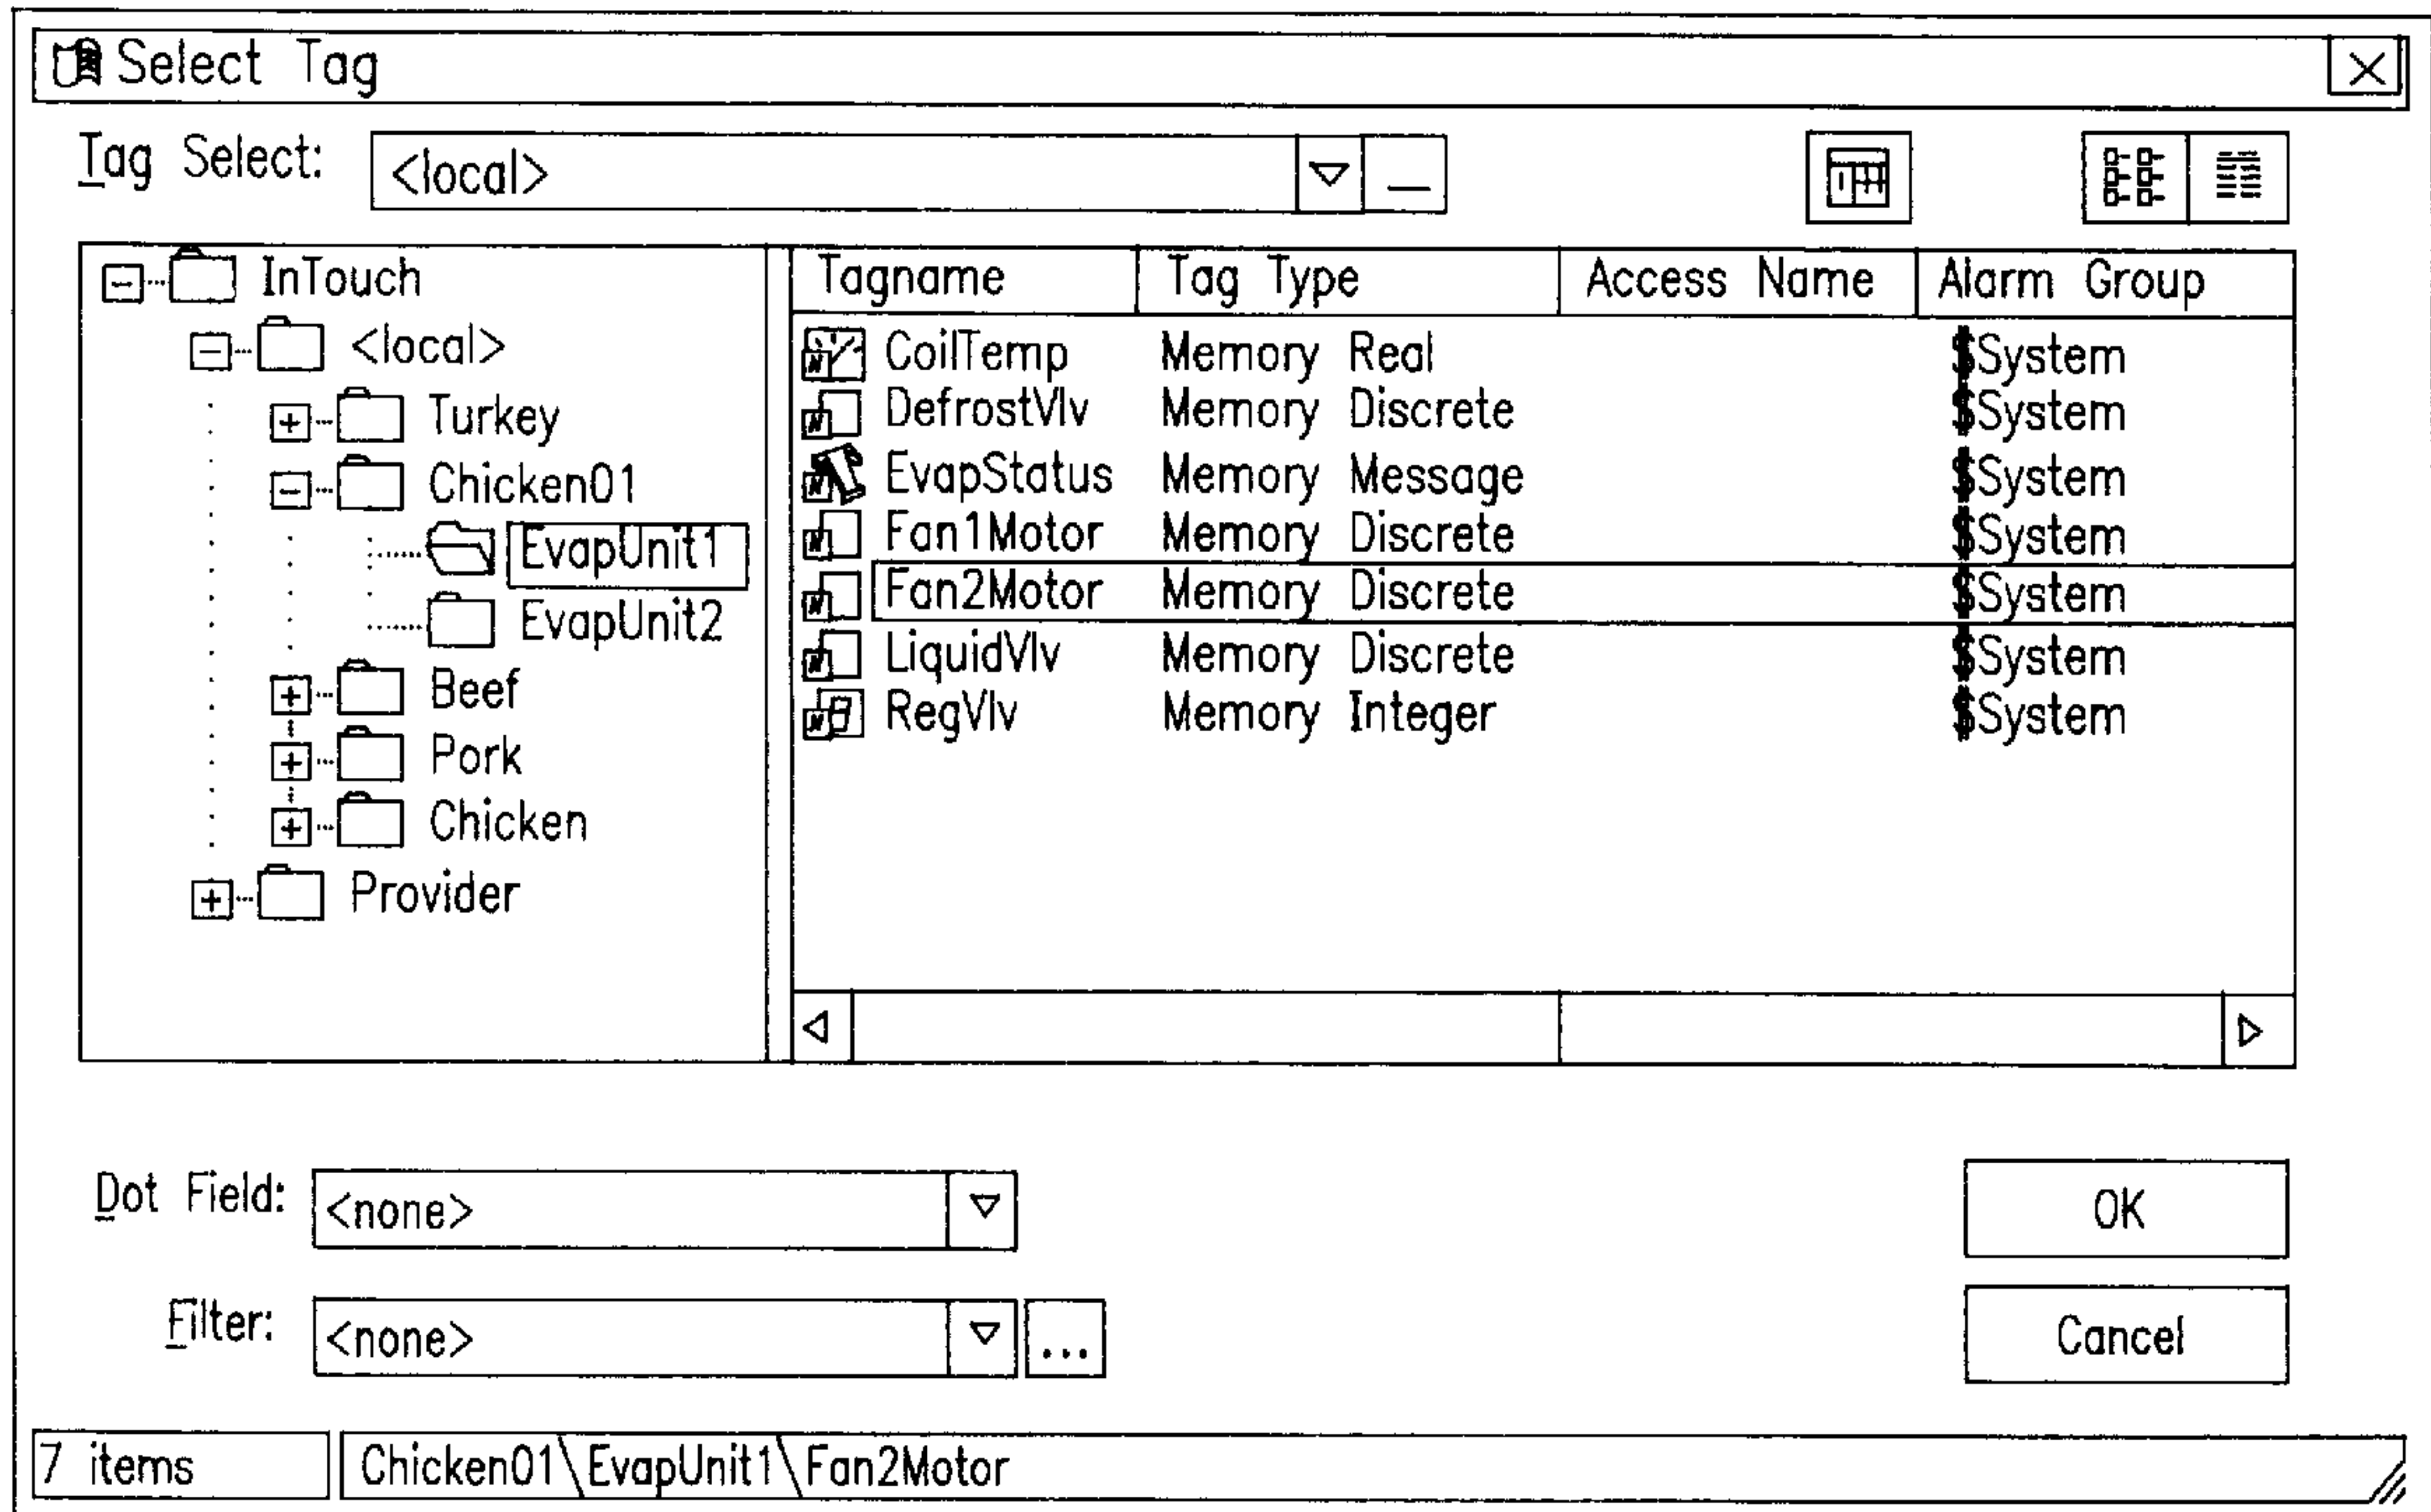 Select Tag
Tag Select: <local>
InTouch
<local>
Turkey
Chicken01
EvapUnit1
EvapUnit2
Beef
Pork
Chicken
Provider
Tagname Tag Type Access Name Alarm Group
CoilTemp Memory Real $System
DefrostVlv Memory Discrete $System
EvapStatus Memory Message $System
Fan1Motor Memory Discrete $System
Fan2Motor Memory Discrete $System
LiquidVlv Memory Discrete $System
RegVlv Memory Integer $System
Dot Field: <none>
OK
Filter: <none> ...
Cancel
7 items Chicken01\EvapUnit1\Fan2Motor